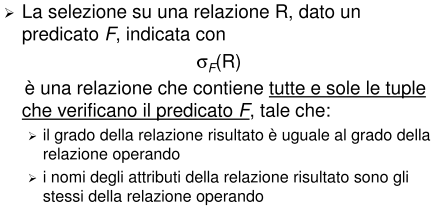 ➢ La selezione su una relazione R, dato un
predicato F, indicata con
σF(R)
è una relazione che contiene tutte e sole le tuple
che verificano il predicato F, tale che:
➢ il grado della relazione risultato è uguale al grado della
relazione operando
➢ i nomi degli attributi della relazione risultato sono gli
stessi della relazione operando